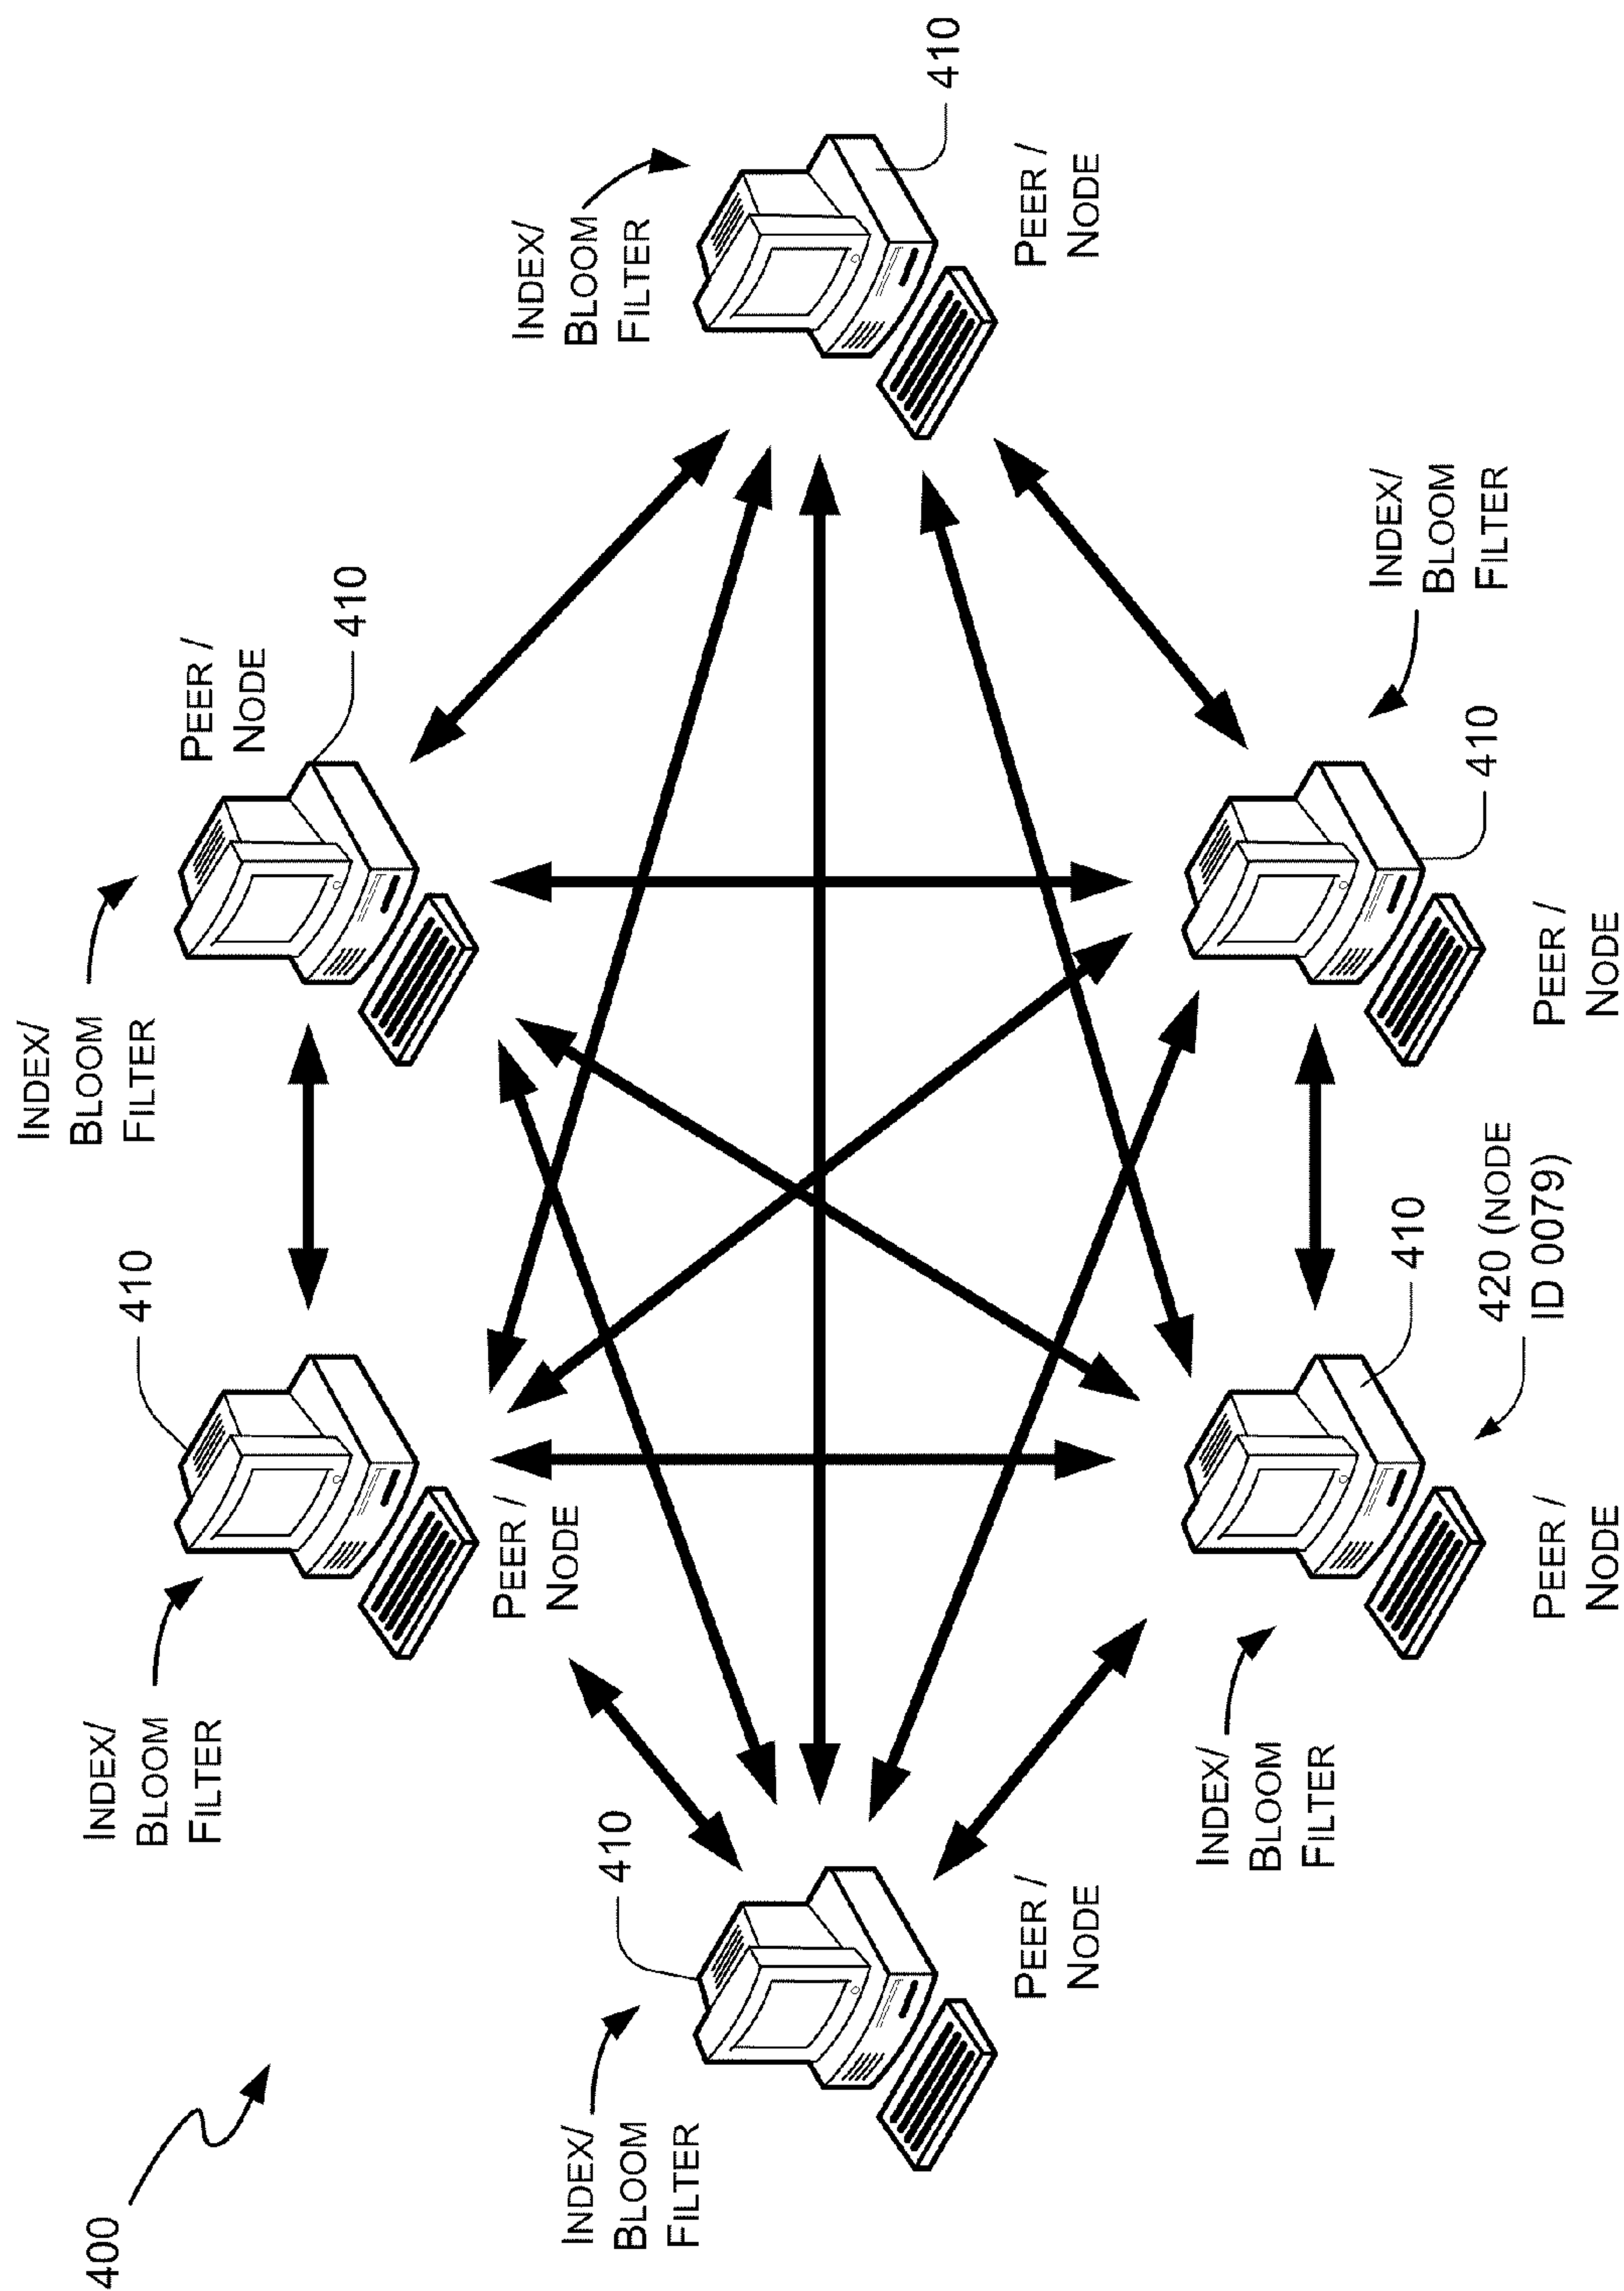 400
INDEX/
BLOOM
FILTER
410
INDEX/
BLOOM
FILTER
PEER /
NODE
410
PEER /
NODE
INDEX/
BLOOM
FILTER
410
PEER /
NODE
INDEX/
BLOOM
FILTER
410
PEER /
NODE
INDEX/
BLOOM
FILTER
410
420 (NODE
ID 0079)
PEER /
NODE
INDEX/
BLOOM
FILTER
410
PEER /
NODE